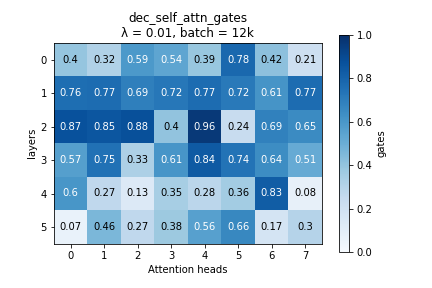 dec_self_attn_gates
λ = 0.01, batch = 12k
1.0
0 0.4 0.32 0.59 0.54 0.39 0.78 0.42 0.21
1 0.76 0.77 0.69 0.72 0.77 0.72 0.61 0.77
0.8
2 0.87 0.85 0.88 0.4 0.96 0.24 0.69 0.65
0.6
layers
gates
3 0.57 0.75 0.33 0.61 0.84 0.74 0.64 0.51
0.4
4 0.6 0.27 0.13 0.35 0.28 0.36 0.83 0.08
0.2
5 0.07 0.46 0.27 0.38 0.56 0.66 0.17 0.3
0.0
0 1 2 3 4 5 6 7
Attention heads